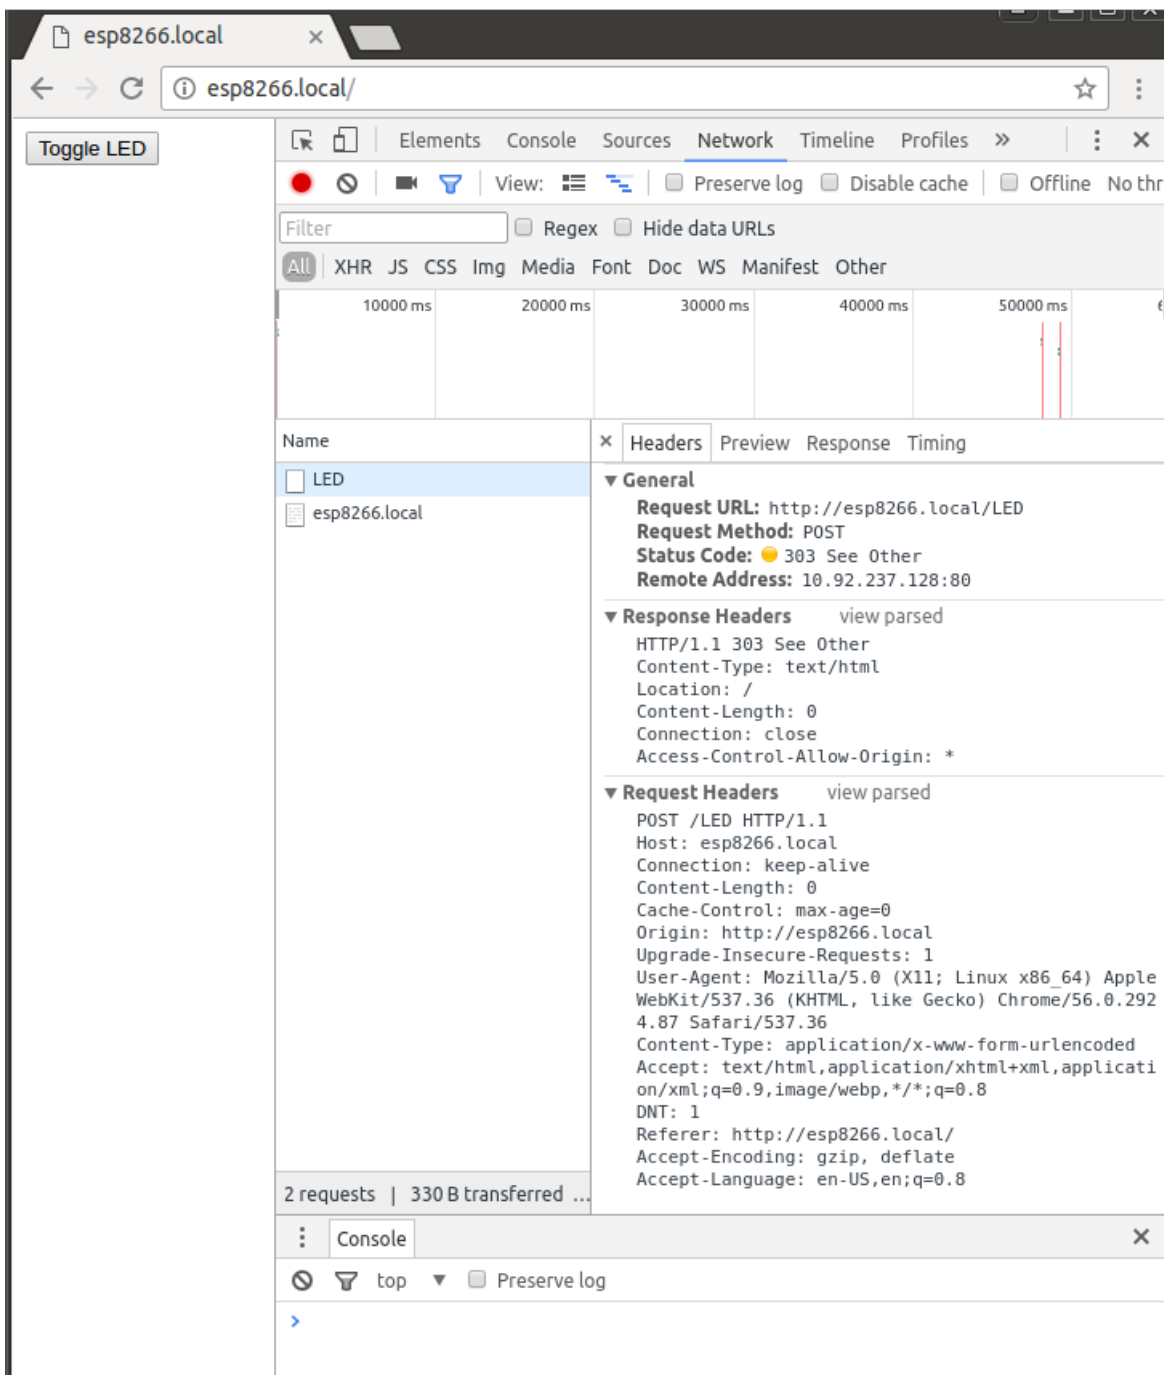 esp8266.local
esp8266.local/
Toggle LED
Elements Console Sources Network Timeline Profiles »
View: Preserve log Disable cache Offline No thr
Filter Regex Hide data URLs
All XHR JS CSS Img Media Font Doc WS Manifest Other
10000 ms 20000 ms 30000 ms 40000 ms 50000 ms
Name
LED
esp8266.local
2 requests | 330 B transferred ...
× Headers Preview Response Timing
▼ General
Request URL: http://esp8266.local/LED
Request Method: POST
Status Code: 303 See Other
Remote Address: 10.92.237.128:80
▼ Response Headers view parsed
HTTP/1.1 303 See Other
Content-Type: text/html
Location: /
Content-Length: 0
Connection: close
Access-Control-Allow-Origin: *
▼ Request Headers view parsed
POST /LED HTTP/1.1
Host: esp8266.local
Connection: keep-alive
Content-Length: 0
Cache-Control: max-age=0
Origin: http://esp8266.local
Upgrade-Insecure-Requests: 1
User-Agent: Mozilla/5.0 (X11; Linux x86_64) Apple
WebKit/537.36 (KHTML, like Gecko) Chrome/56.0.292
4.87 Safari/537.36
Content-Type: application/x-www-form-urlencoded
Accept: text/html,application/xhtml+xml,applicati
on/xml;q=0.9,image/webp,*/*;q=0.8
DNT: 1
Referer: http://esp8266.local/
Accept-Encoding: gzip, deflate
Accept-Language: en-US,en;q=0.8
Console
top ▼ Preserve log
>